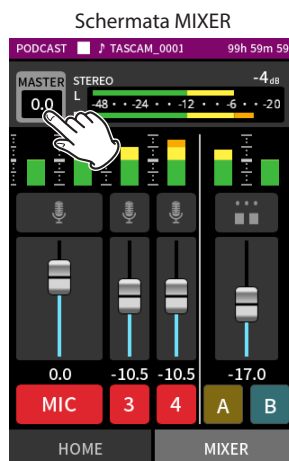 Schermata MIXER
PODCAST ♪ TASCAM_0001 99h 59m 59
MASTER STEREO -4dB
0.0 L -48 · · -24 · · -12 · · -6 · · -20
0.0 -10.5 -10.5 -17.0
MIC 3 4 A B
HOME MIXER